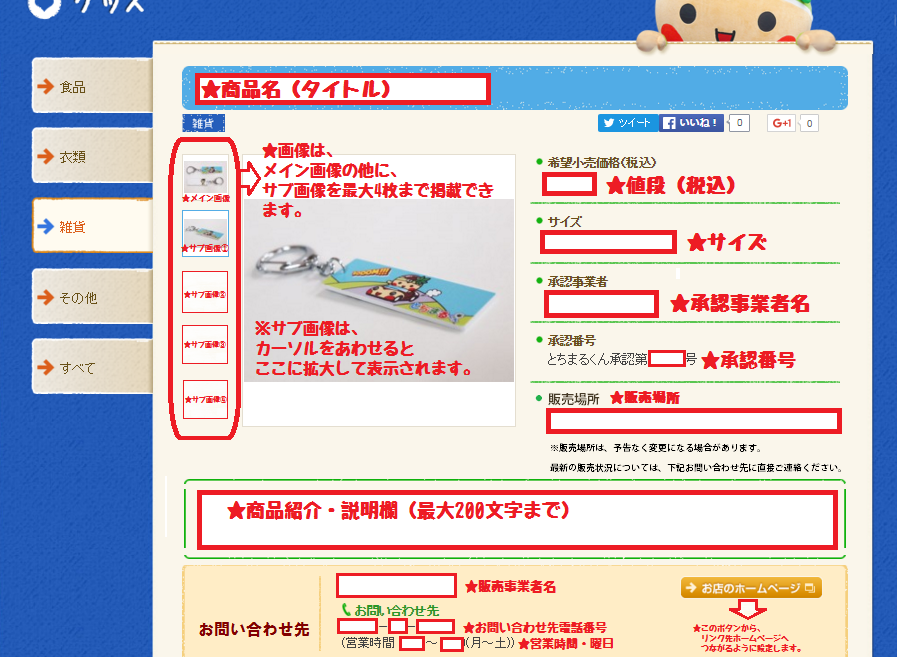 グッズ
食品
衣類
雑貨
その他
すべて
★商品名（タイトル）
雑貨
ツイート
いいね！
0
G+1
0
★画像は、
メイン画像の他に、
サブ画像を最大4枚まで掲載でき
ます。
★メイン画像
★サブ画像①
★サブ画像②
★サブ画像③
★サブ画像④
※サブ画像は、
カーソルをあわせると
ここに拡大して表示されます。
希望小売価格(税込)
★値段（税込）
サイズ
★サイズ
承認事業者
★承認事業者名
承認番号
とちまるくん承認第 号
★承認番号
販売場所 ★販売場所
※販売場所は、予告なく変更になる場合があります。
最新の販売状況については、下記お問い合わせ先に直接ご連絡ください。
★商品紹介・説明欄（最大200文字まで）
お問い合わせ先
★販売事業者名
お問い合わせ先
－ － ★お問い合わせ先電話番号
（営業時間 ～ (月～土)）★営業時間・曜日
お店のホームページ
★このボタンから、
リンク先ホームページへ
つながるように設定します。